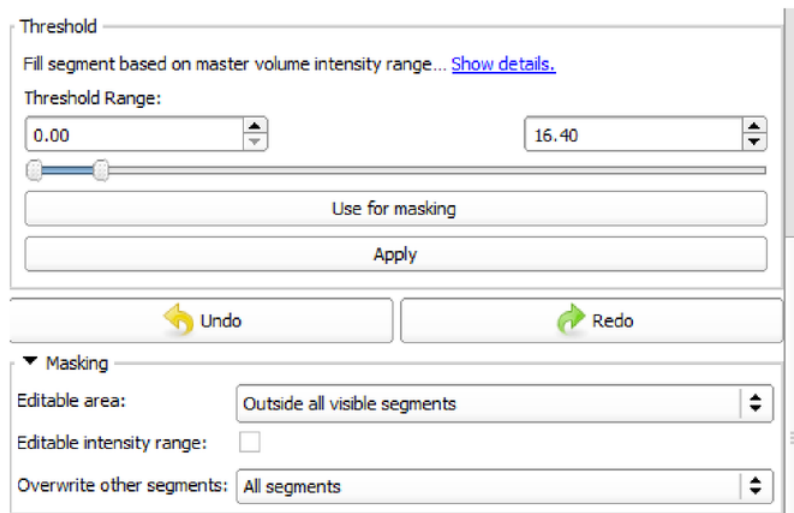 Threshold
Fill segment based on master volume intensity range... Show details.
Threshold Range:
0.00 16.40
Use for masking
Apply
Undo Redo
Masking
Editable area: Outside all visible segments
Editable intensity range:
Overwrite other segments: All segments